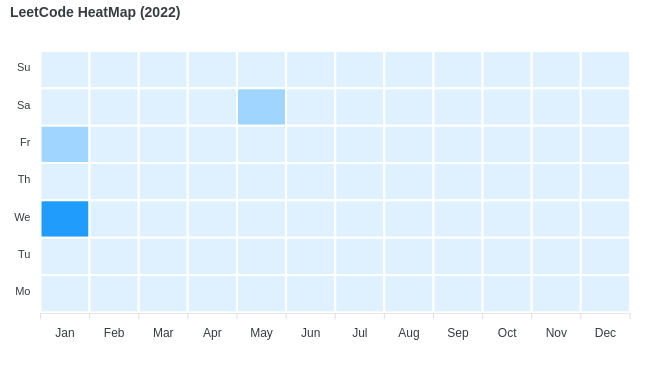 LeetCode HeatMap (2022)
Su
Sa
Fr
Th
We
Tu
Mo
Jan Feb Mar Apr May Jun Jul Aug Sep Oct Nov Dec